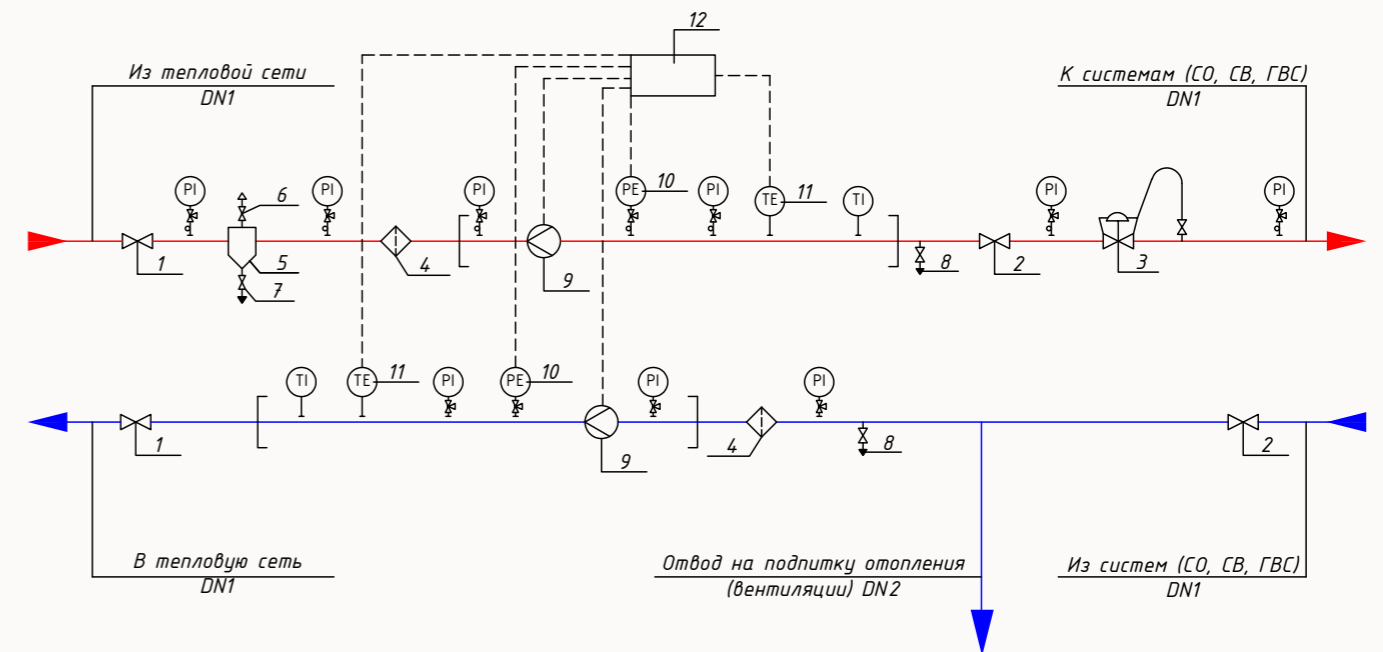 12
Из тепловой сети
DN1
К системам (СО, СВ, ГВС)
DN1
PI
6
PI
PI
PE
10
PI
TE
11
TI
PI
PI
1
5
7
4
9
8
2
3
TI
TE
11
PI
PE
10
PI
PI
1
9
4
8
2
В тепловую сеть
DN1
Отвод на подпитку отопления
(вентиляции) DN2
Из систем (СО, СВ, ГВС)
DN1